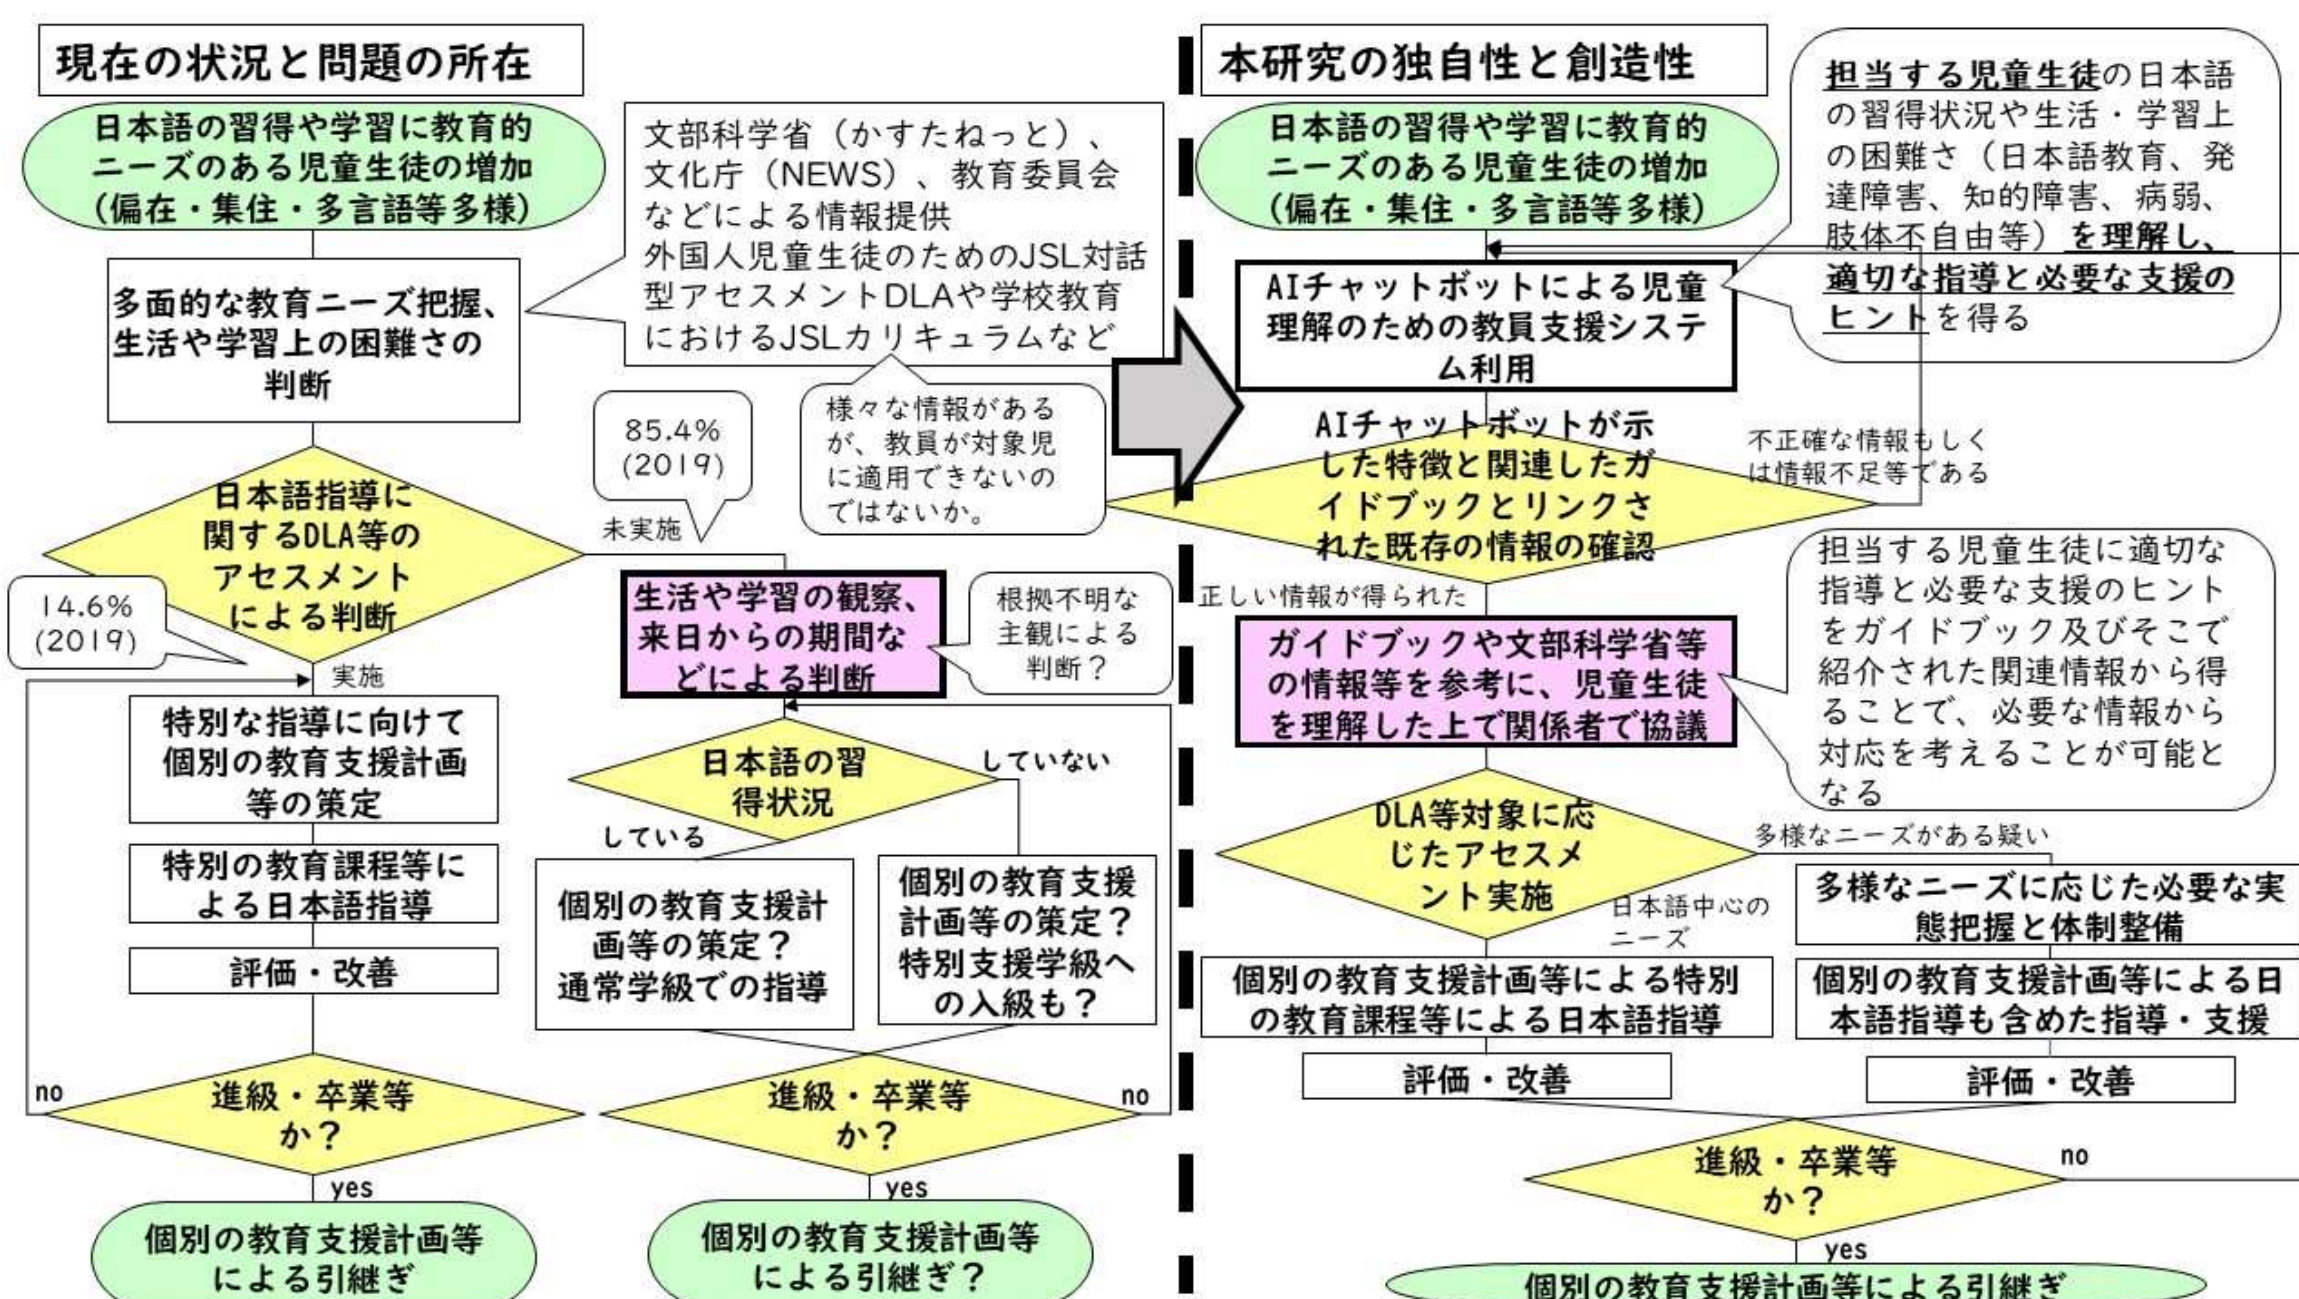 現在の状況と問題の所在
日本語の習得や学習に教育的
ニーズのある児童生徒の増加
(偏在・集住・多言語等多様)
文部科学省(かすたねっと)、
文化庁(NEWS)、教育委員会
などによる情報提供
外国人児童生徒のためのJSL対話
型アセスメントDLAや学校教育
におけるJSLカリキュラムなど
多面的な教育ニーズ把握、
生活や学習上の困難さの
判断
様々な情報がある
が、教員が対象児
に適用できないの
ではないか。
85.4%
(2019)
日本語指導に
関するDLA等の
アセスメント
による判断
未実施
14.6%
(2019)
実施
生活や学習の観察、
来日からの期間な
どによる判断
根拠不明な
主観による
判断?
特別な指導に向けて
個別の教育支援計画
等の策定
特別の教育課程等に
よる日本語指導
評価・改善
日本語の習
得状況
していない
している
個別の教育支援計
画等の策定?
通常学級での指導
個別の教育支援
計画等の策定?
特別支援学級へ
の入級も?
no
進級・卒業等
か?
yes
個別の教育支援計画等
による引継ぎ
進級・卒業等
か?
no
yes
個別の教育支援計画等
による引継ぎ?
本研究の独自性と創造性
日本語の習得や学習に教育的
ニーズのある児童生徒の増加
(偏在・集住・多言語等多様)
担当する児童生徒の日本語
の習得状況や生活・学習上
の困難さ(日本語教育、発
達障害、知的障害、病弱、
肢体不自由等)を理解し、
適切な指導と必要な支援の
ヒントを得る
AIチャットボットによる児童
理解のための教員支援システ
ム利用
AIチャットボットが示
した特徴と関連したガ
イドブックとリンクさ
れた既存の情報の確認
不正確な情報もしく
は情報不足等である
正しい情報が得られた
ガイドブックや文部科学省等
の情報等を参考に、児童生徒
を理解した上で関係者で協議
担当する児童生徒に適切な
指導と必要な支援のヒント
をガイドブック及びそこで
紹介された関連情報から得
ることで、必要な情報から
対応を考えることが可能と
なる
DLA等対象に応
じたアセスメ
ント実施
多様なニーズがある疑い
日本語中心の
ニーズ
多様なニーズに応じた必要な実
態把握と体制整備
個別の教育支援計画等による特別
の教育課程等による日本語指導
個別の教育支援計画等による日
本語指導も含めた指導・支援
評価・改善
評価・改善
進級・卒業等
か?
no
yes
個別の教育支援計画等による引継ぎ